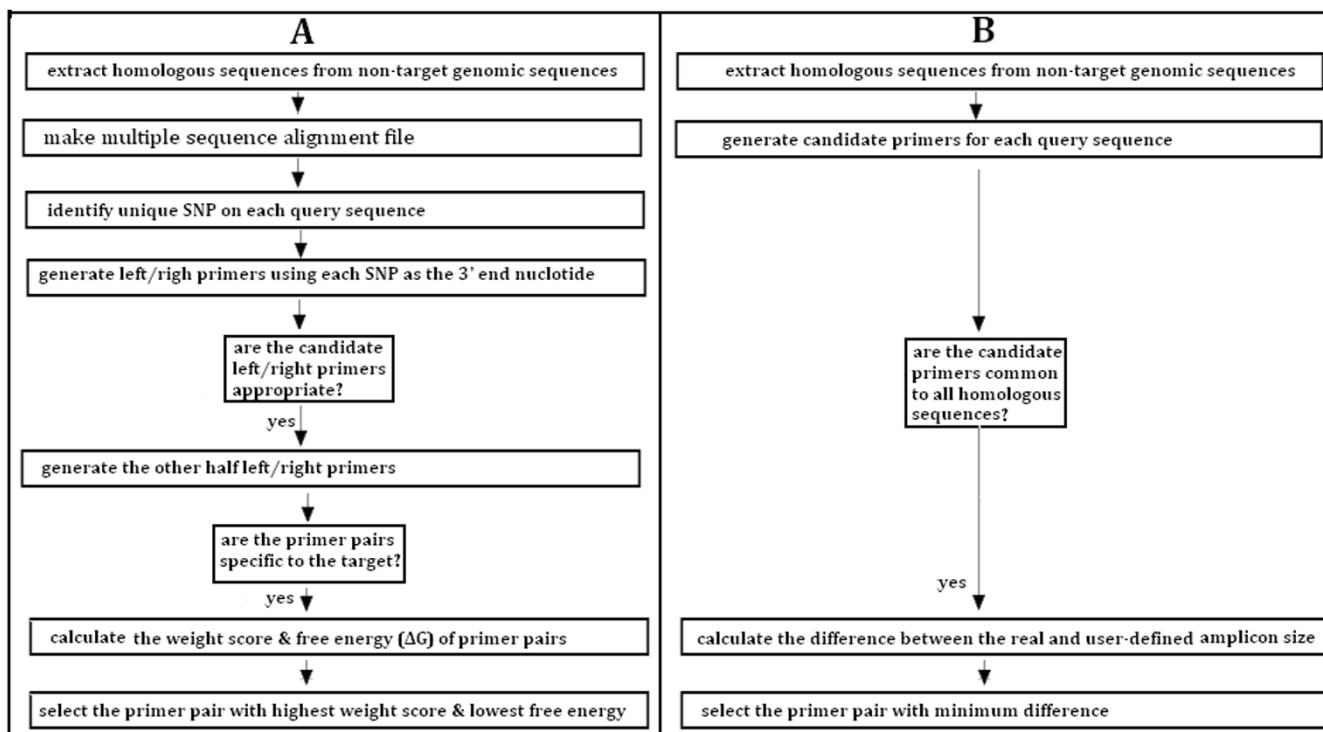 A
extract homologous sequences from non-target genomic sequences
make multiple sequence alignment file
identify unique SNP on each query sequence
generate left/righ primers using each SNP as the 3' end nuclotide
are the candidate
left/right primers
appropriate?
yes
generate the other half left/right primers
are the primer pairs
specific to the target?
yes
calculate the weight score & free energy (ΔG) of primer pairs
select the primer pair with highest weight score & lowest free energy
B
extract homologous sequences from non-target genomic sequences
generate candidate primers for each query sequence
are the candidate
primers common
to all homologous
sequences?
yes
calculate the difference between the real and user-defined amplicon size
select the primer pair with minimum difference